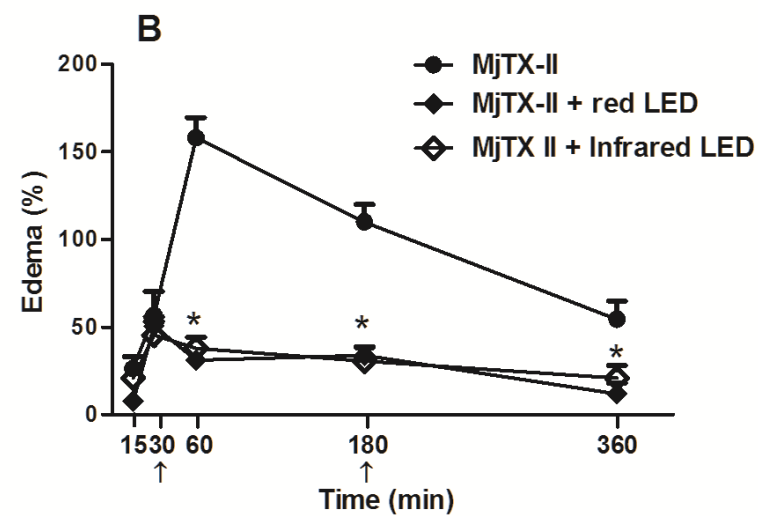 B
MjTX-II
MjTX-II + red LED
MjTX II + Infrared LED
Edema (%)
200
150
100
50
0
*
*
*
15 30 60 180 360
↑ ↑
Time (min)